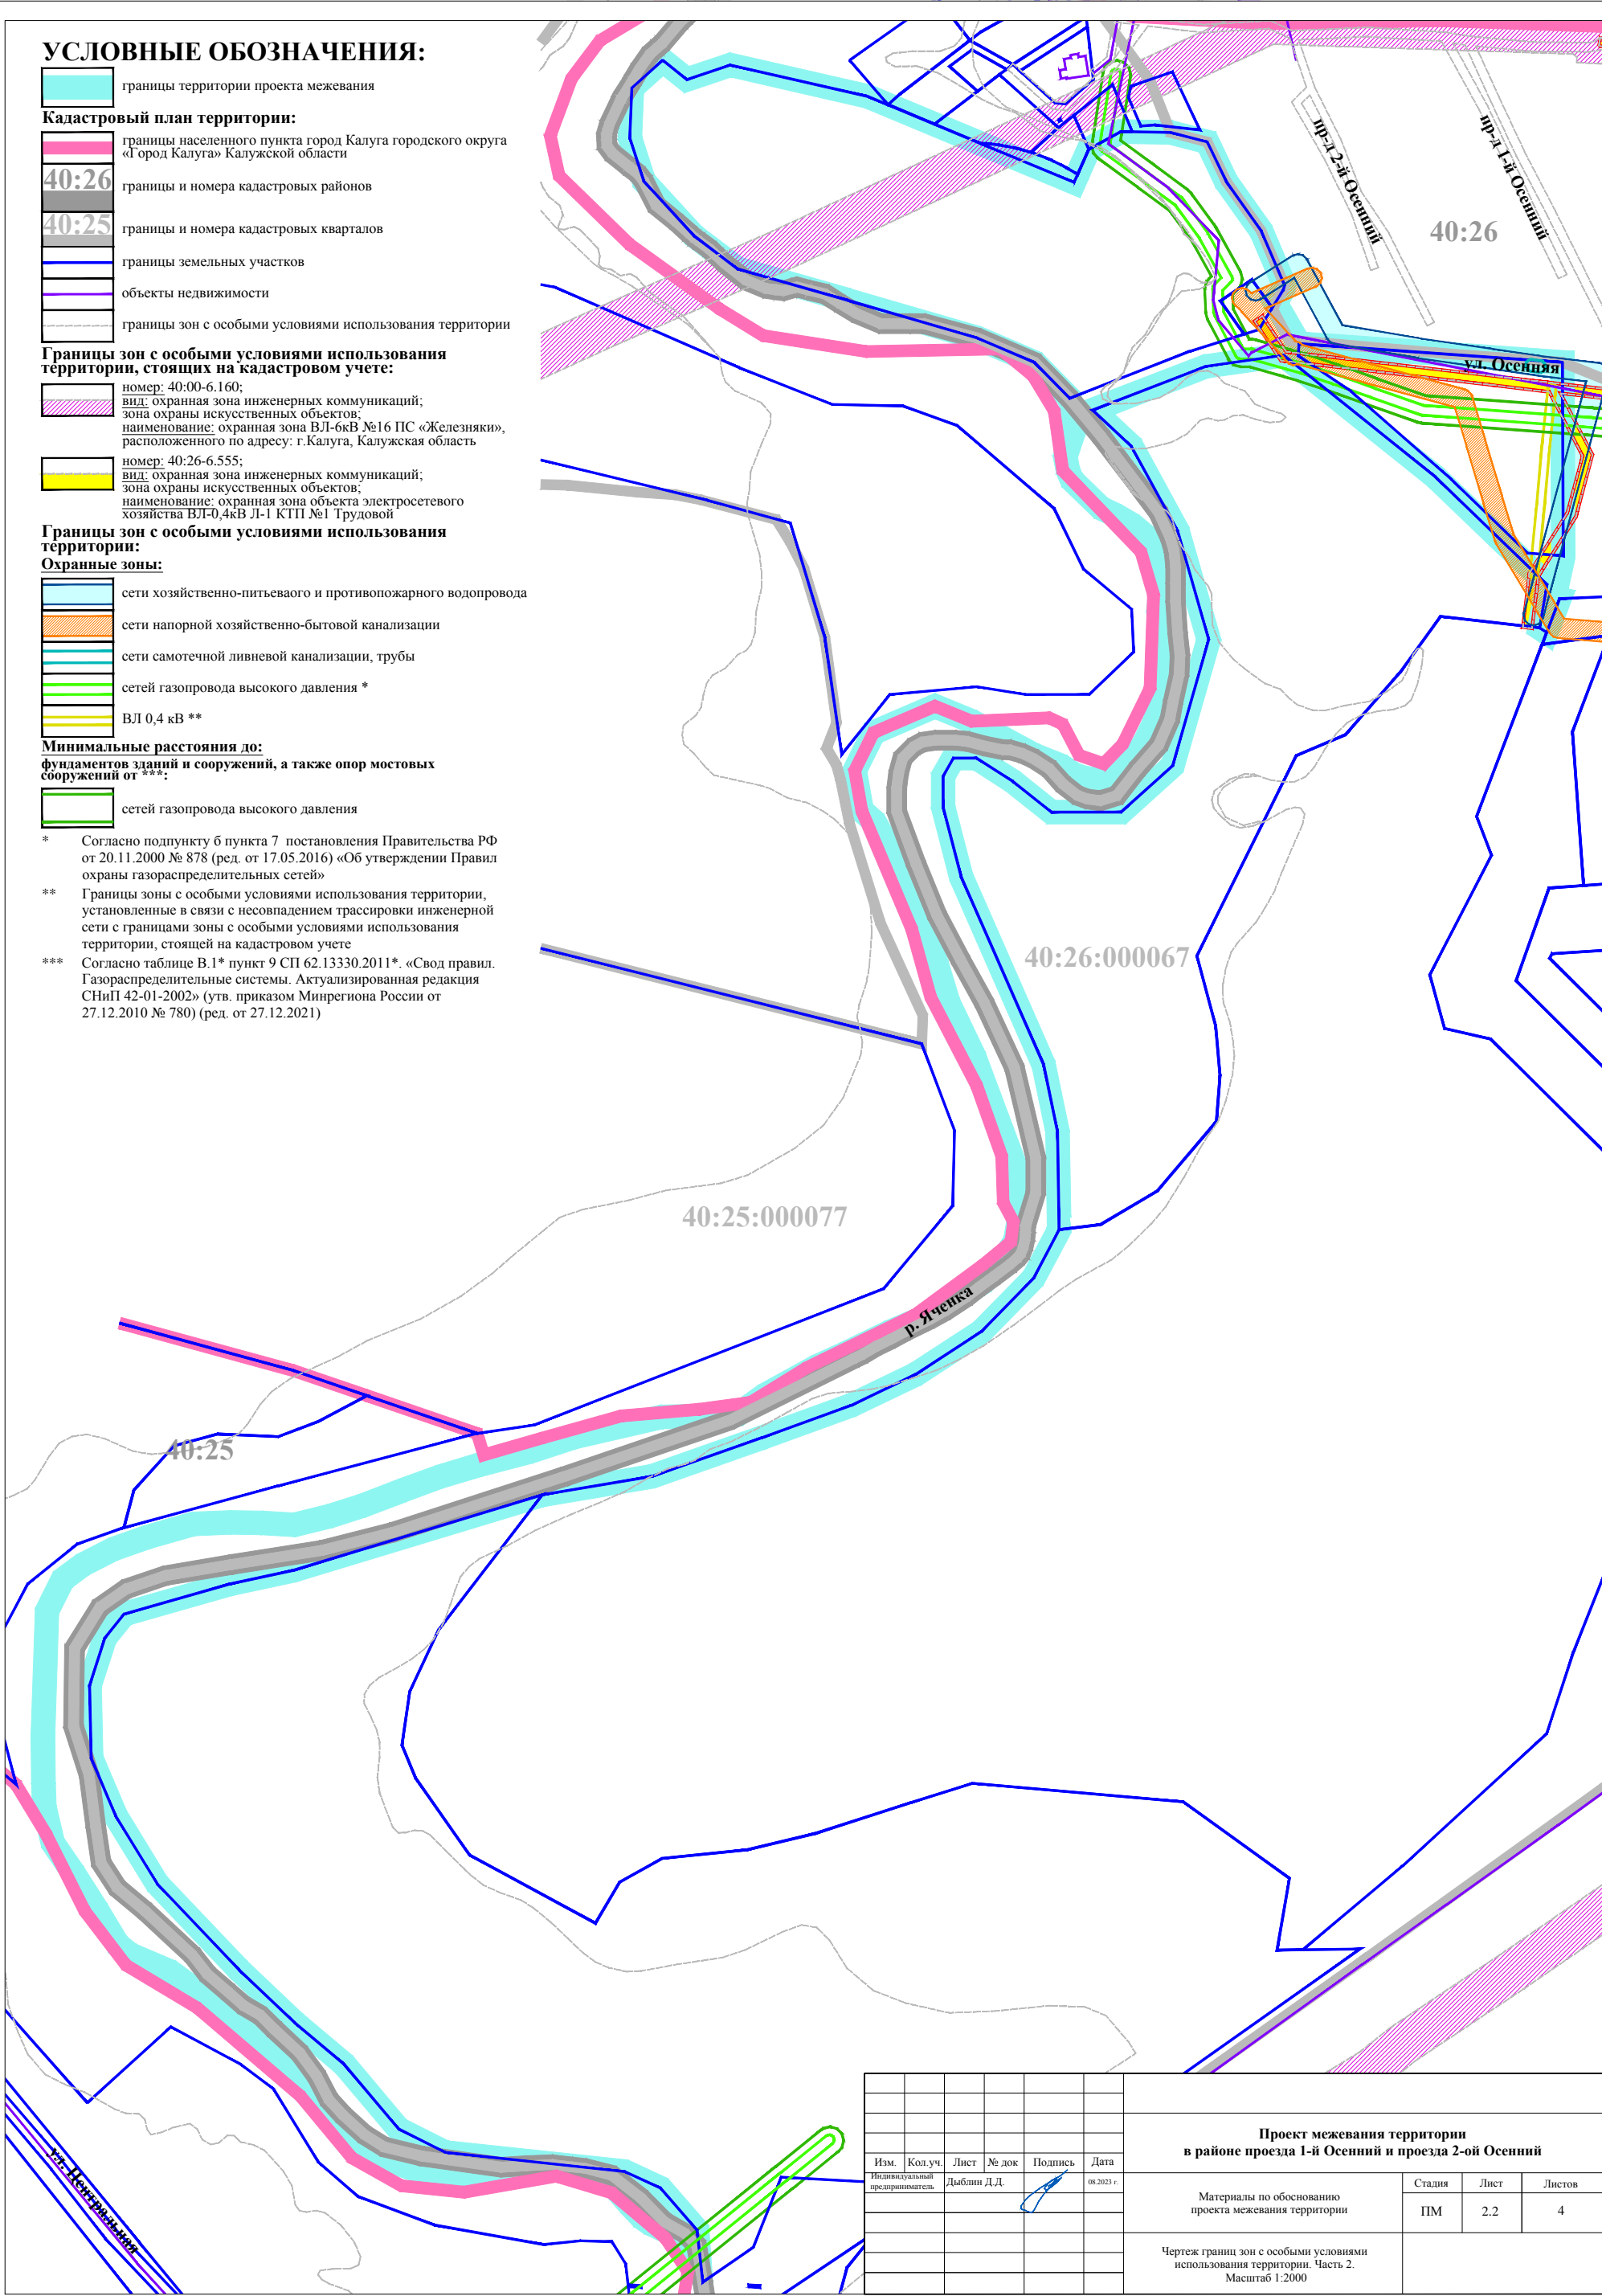 УСЛОВНЫЕ ОБОЗНАЧЕНИЯ:
границы территории проекта межевания
Кадастровый план территории:
границы населенного пункта город Калуга городского округа
«Город Калуга» Калужской области
40:26
границы и номера кадастровых районов
40:25
границы и номера кадастровых кварталов
границы земельных участков
объекты недвижимости
границы зон с особыми условиями использования территории
Границы зон с особыми условиями использования
территории, стоящих на кадастровом учете:
номер: 40:00-6.160;
вид: охранная зона инженерных коммуникаций;
зона охраны искусственных объектов;
наименование: охранная зона ВЛ-6кВ №16 ПС «Железняки»,
расположенного по адресу: г.Калуга, Калужская область
номер: 40:26-6.555;
вид: охранная зона инженерных коммуникаций;
зона охраны искусственных объектов;
наименование: охранная зона объекта электросетевого
хозяйства ВЛ-0,4кВ Л-1 КТП №1 Трудовой
Границы зон с особыми условиями использования
территории:
Охранные зоны:
сети хозяйственно-питьеваого и противопожарного водопровода
сети напорной хозяйственно-бытовой канализации
сети самотечной ливневой канализации, трубы
сетей газопровода высокого давления *
ВЛ 0,4 кВ **
Минимальные расстояния до:
фундаментов зданий и сооружений, а также опор мостовых
сооружений от ***:
сетей газопровода высокого давления
* Согласно подпункту б пункта 7 постановления Правительства РФ
от 20.11.2000 № 878 (ред. от 17.05.2016) «Об утверждении Правил
охраны газораспределительных сетей»
** Границы зоны с особыми условиями использования территории,
установленные в связи с несовпадением трассировки инженерной
сети с границами зоны с особыми условиями использования
территории, стоящей на кадастровом учете
*** Согласно таблице В.1* пункт 9 СП 62.13330.2011*. «Свод правил.
Газораспределительные системы. Актуализированная редакция
СНиП 42-01-2002» (утв. приказом Минрегиона России от
27.12.2010 № 780) (ред. от 27.12.2021)
пр-д 2-й Осенний
пр-д 1-й Осенний
40:26
ул. Осенняя
40:26:000067
40:25:000077
р. Яченка
40:25
ул. Центральная
Изм. Кол.уч. Лист № док Подпись Дата
Индивидуальный
предприниматель
Дыблин Д.Д.
08.2023 г.
Проект межевания территории
в районе проезда 1-й Осенний и проезда 2-ой Осенний
Материалы по обоснованию
проекта межевания территории
Стадия Лист Листов
ПМ 2.2 4
Чертеж границ зон с особыми условиями
использования территории. Часть 2.
Масштаб 1:2000